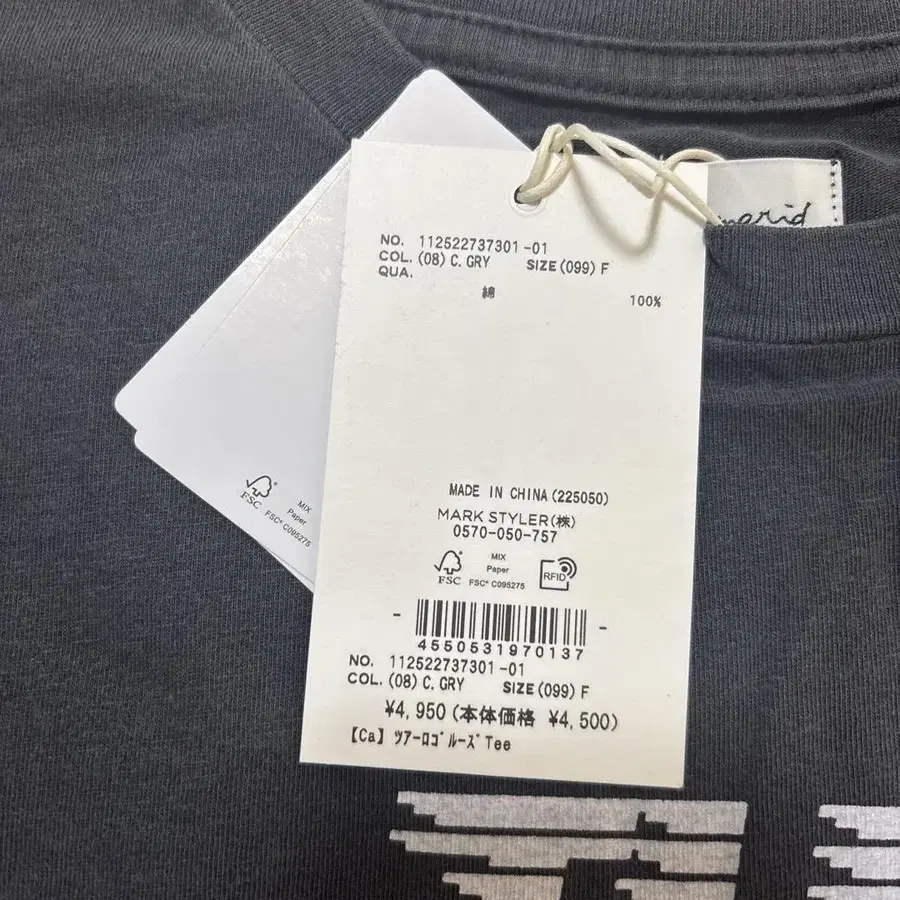 NO. 112522737301-01
COL. (08) C. GRY SIZE (099) F
QUA.
綿 100%
MADE IN CHINA (225050)
MARK STYLER(株)
0570-050-757
FSC
MIX
Paper
FSC® C095275
RFID
4550531970137
NO. 112522737301-01
COL. (08) C. GRY SIZE (099) F
¥4,950 (本体価格 ¥4,500)
【Ca】ツアーロゴルーズTee
FSC
MIX
Paper
FSC® C095275